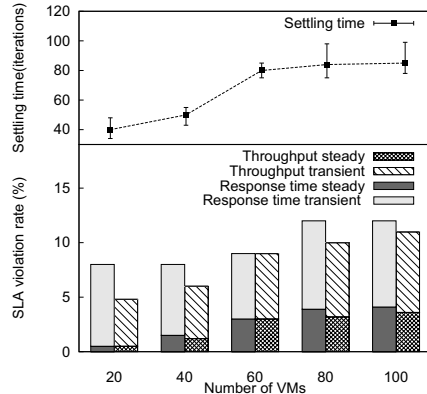 Settling time(iterations)
120
100
80
60
40
Settling time
SLA violation rate (%)
15
10
5
0
Throughput steady
Throughput transient
Response time steady
Response time transient
20 40 60 80 100
Number of VMs